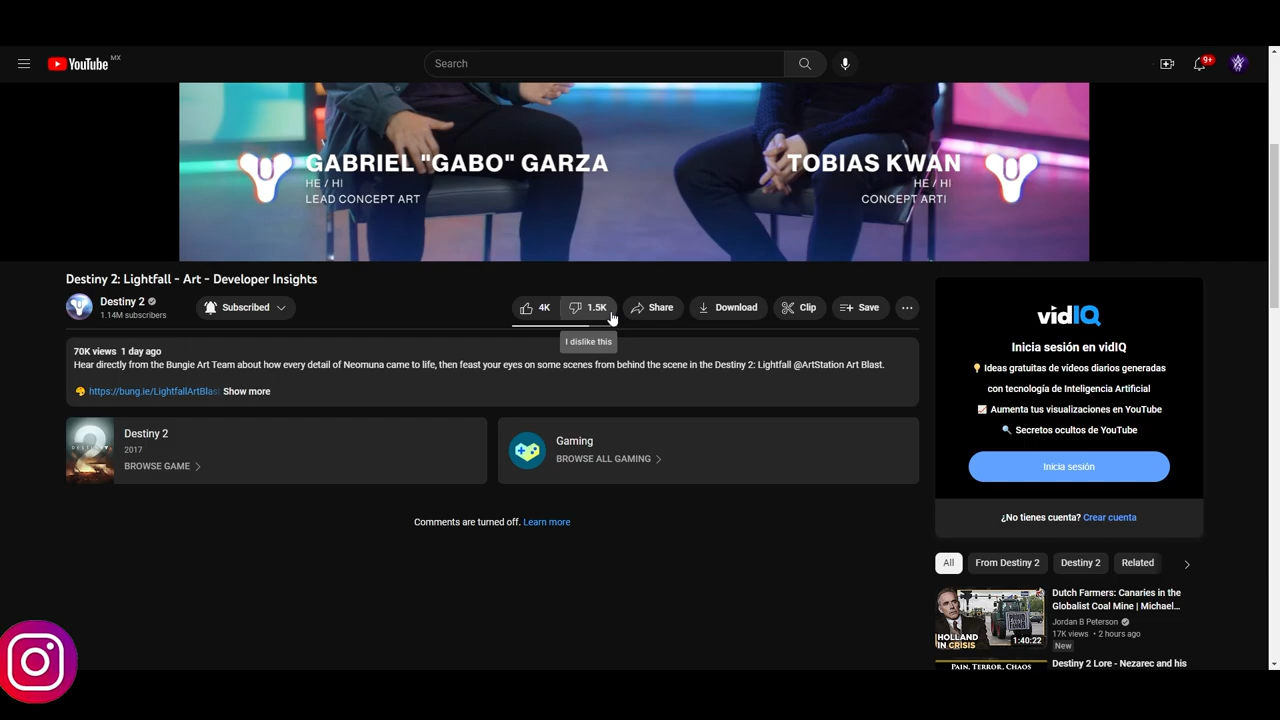 YouTube MX
Search
9+
GABRIEL "GABO" GARZA
HE / HI
LEAD CONCEPT ART
TOBIAS KWAN
HE / HI
CONCEPT ARTI
Destiny 2: Lightfall - Art - Developer Insights
Destiny 2
1.14M subscribers
Subscribed
4K
1.5K
Share
Download
Clip
Save
I dislike this
70K views 1 day ago
Hear directly from the Bungie Art Team about how every detail of Neomuna came to life, then feast your eyes on some scenes from behind the scene in the Destiny 2: Lightfall @ArtStation Art Blast.
https://bung.ie/LightfallArtBlast Show more
Destiny 2
2017
BROWSE GAME
Gaming
BROWSE ALL GAMING
Comments are turned off. Learn more
vidIQ
Inicia sesión en vidIQ
Ideas gratuitas de vídeos diarios generadas
con tecnología de Inteligencia Artificial
Aumenta tus visualizaciones en YouTube
Secretos ocultos de YouTube
Inicia sesión
¿No tienes cuenta? Crear cuenta
All
From Destiny 2
Destiny 2
Related
HOLLAND
IN CRISIS
1:40:22
Dutch Farmers: Canaries in the
Globalist Coal Mine | Michael...
Jordan B Peterson
17K views • 2 hours ago
New
PAIN, TERROR, CHAOS
Destiny 2 Lore - Nezarec and his